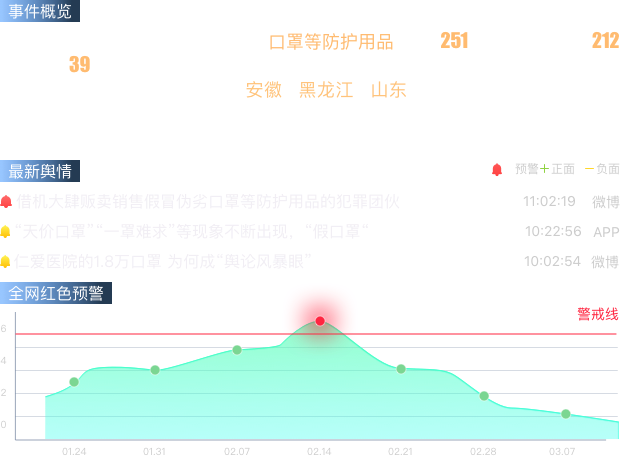 事件概览
口罩等防护用品 251 212
39
安徽 黑龙江 山东
最新舆情 预警 + 正面 - 负面
借机大肆贩卖销售假冒伪劣口罩等防护用品的犯罪团伙 11:02:19 微博
“天价口罩”“一罩难求”等现象不断出现、“假口罩” 10:22:56 APP
仁爱医院的1.8万口罩 为何成“舆论风暴眼” 10:02:54 微博
全网红色预警
警戒线
6
4
2
0
01.24 01.31 02.07 02.14 02.21 02.28 03.07